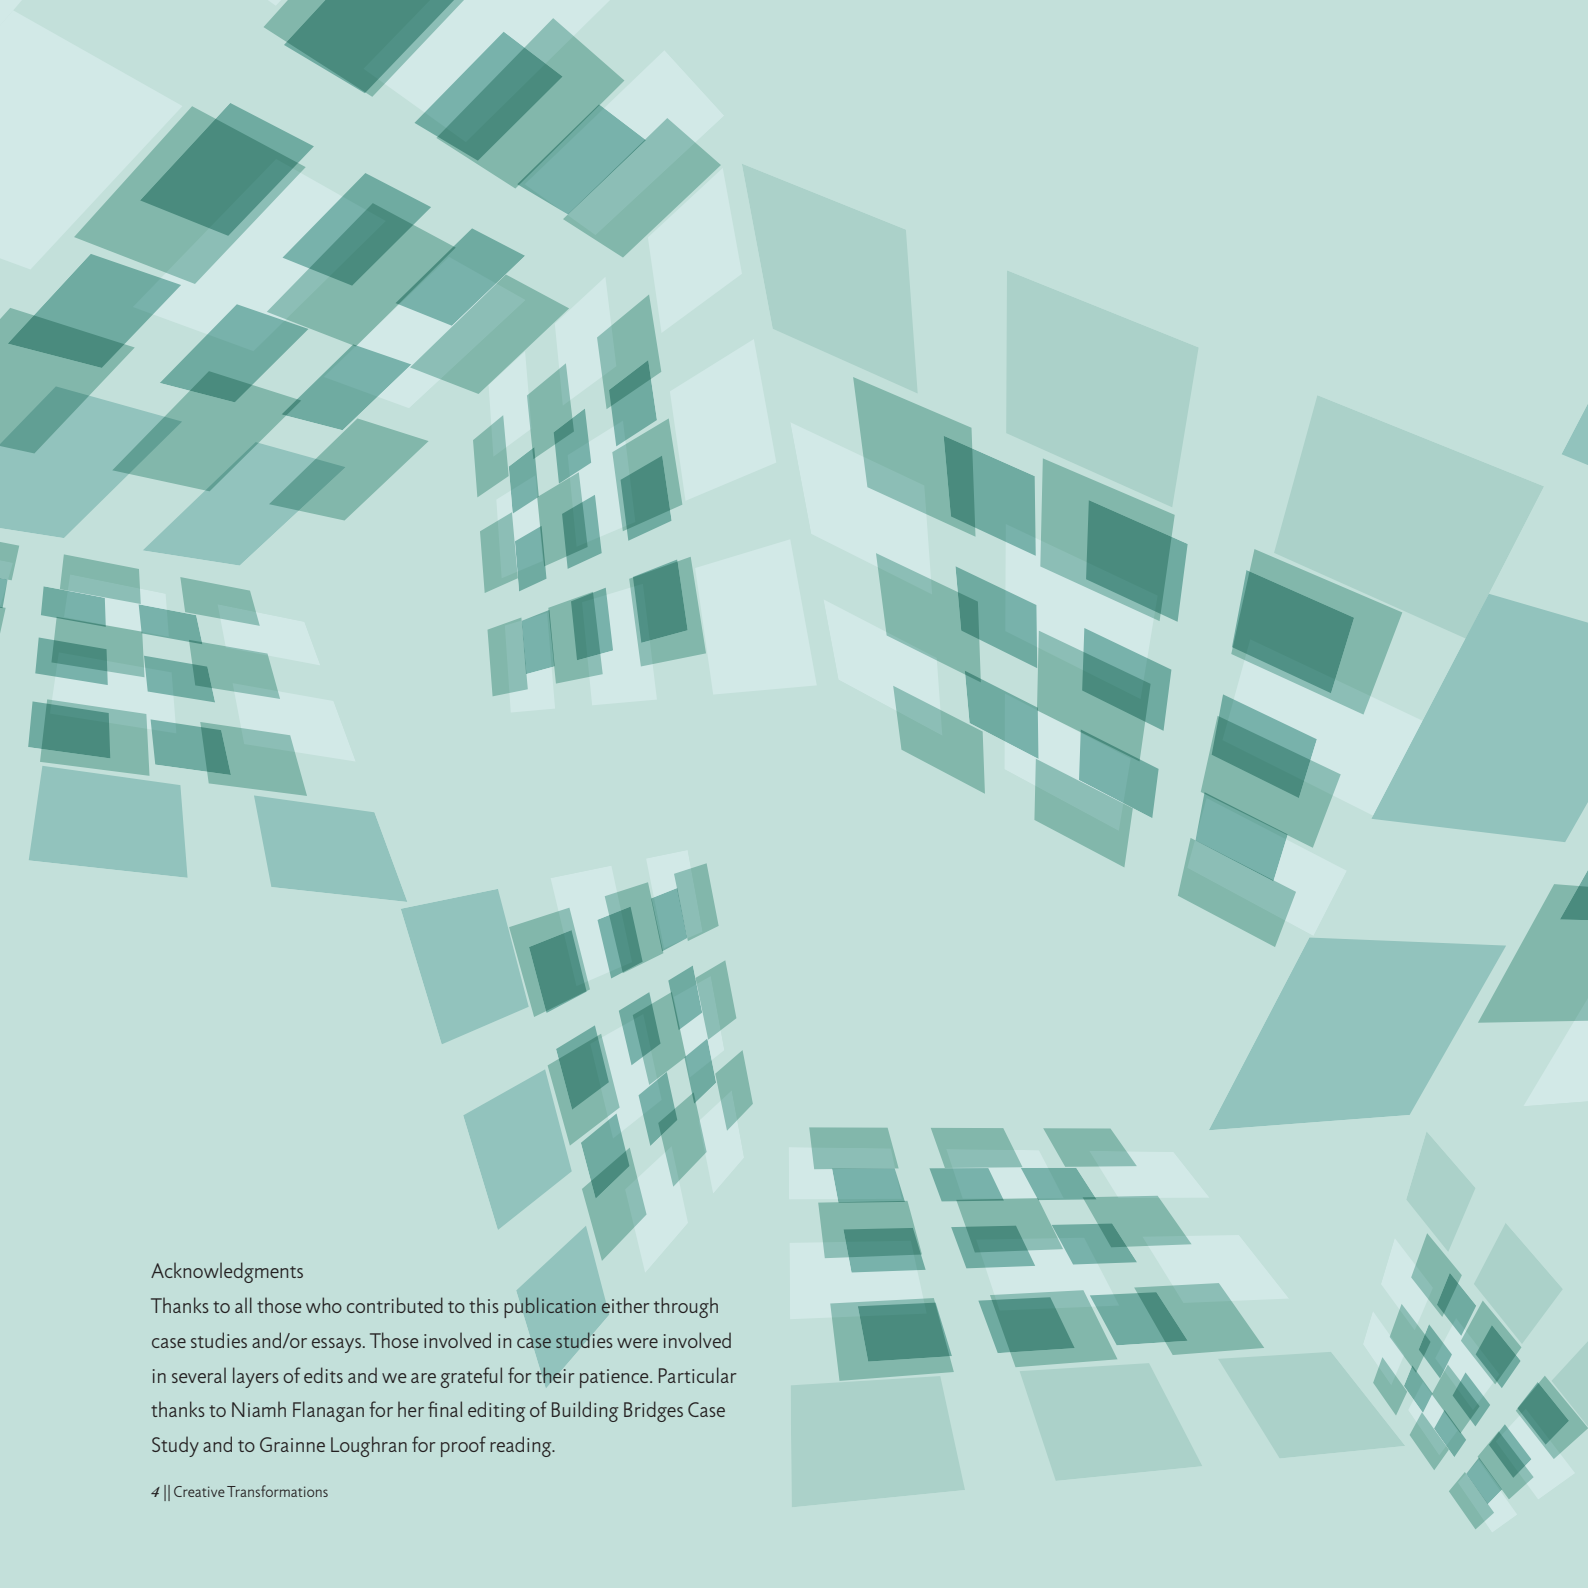 Acknowledgments
Thanks to all those who contributed to this publication either through
case studies and/or essays. Those involved in case studies were involved
in several layers of edits and we are grateful for their patience. Particular
thanks to Niamh Flanagan for her final editing of Building Bridges Case
Study and to Grainne Loughran for proof reading.
4 || Creative Transformations